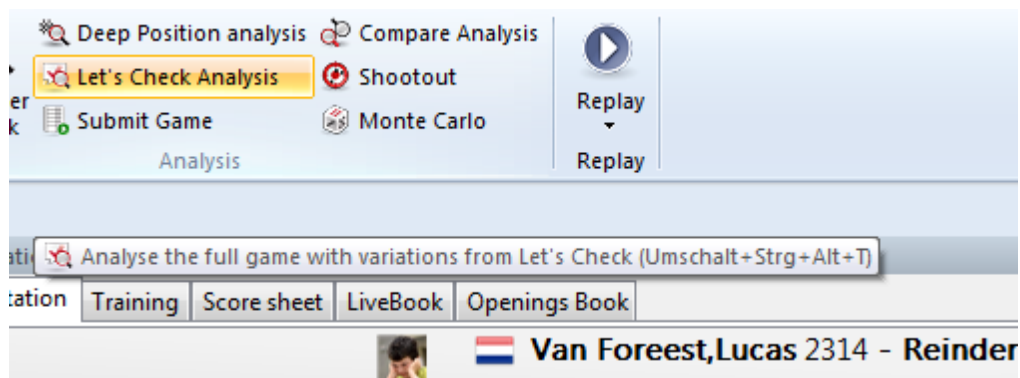 Deep Position analysis Compare Analysis
Let's Check Analysis Shootout
Submit Game Monte Carlo
Replay
Analysis Replay
Analyse the full game with variations from Let's Check (Umschalt+Strg+Alt+T)
tation Training Score sheet LiveBook Openings Book
Van Foreest,Lucas 2314 - Reinder